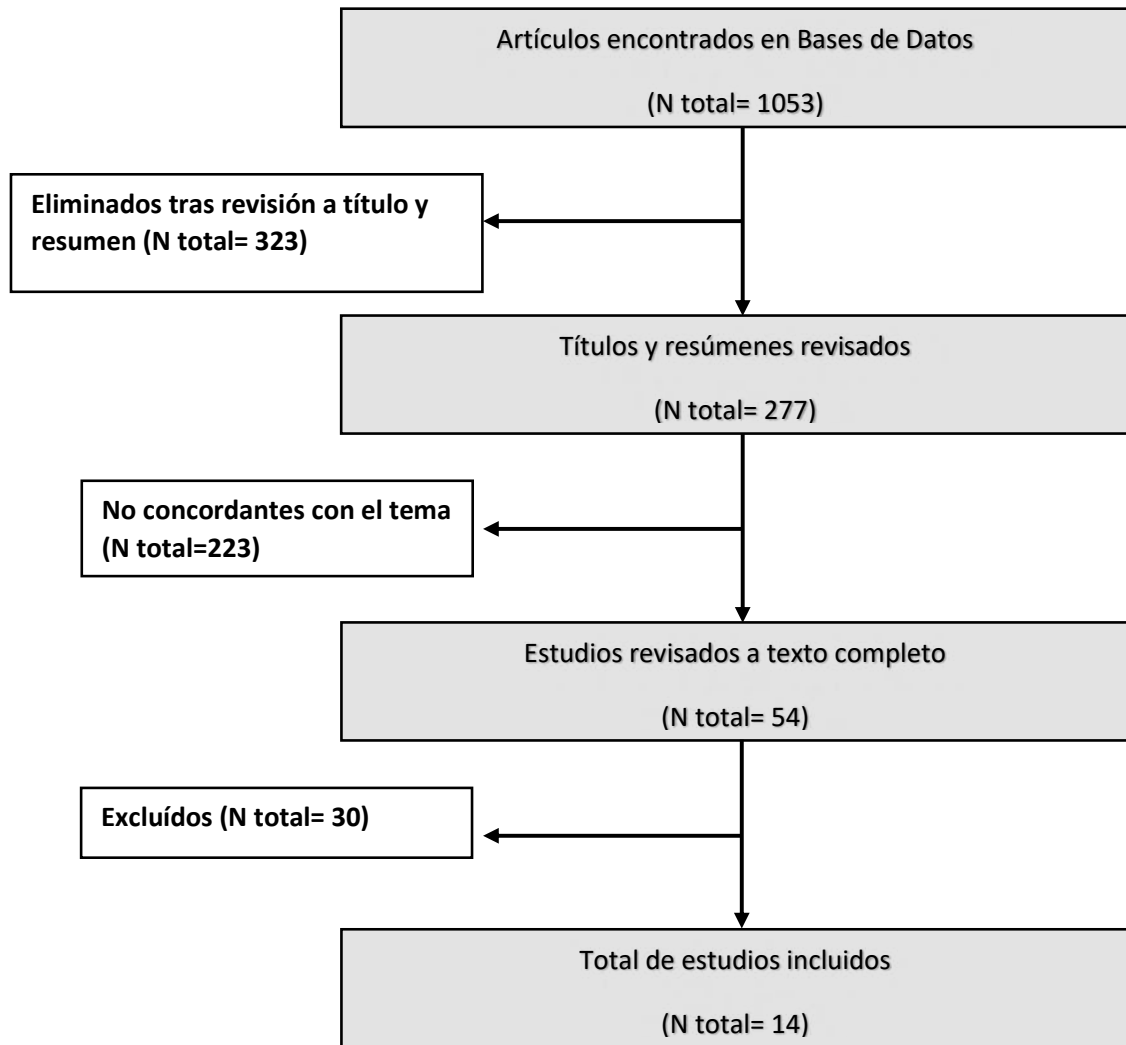 Artículos encontrados en Bases de Datos
(N total= 1053)
Eliminados tras revisión a título y
resumen (N total= 323)
Títulos y resúmenes revisados
(N total= 277)
No concordantes con el tema
(N total=223)
Estudios revisados a texto completo
(N total= 54)
Excluídos (N total= 30)
Total de estudios incluidos
(N total= 14)